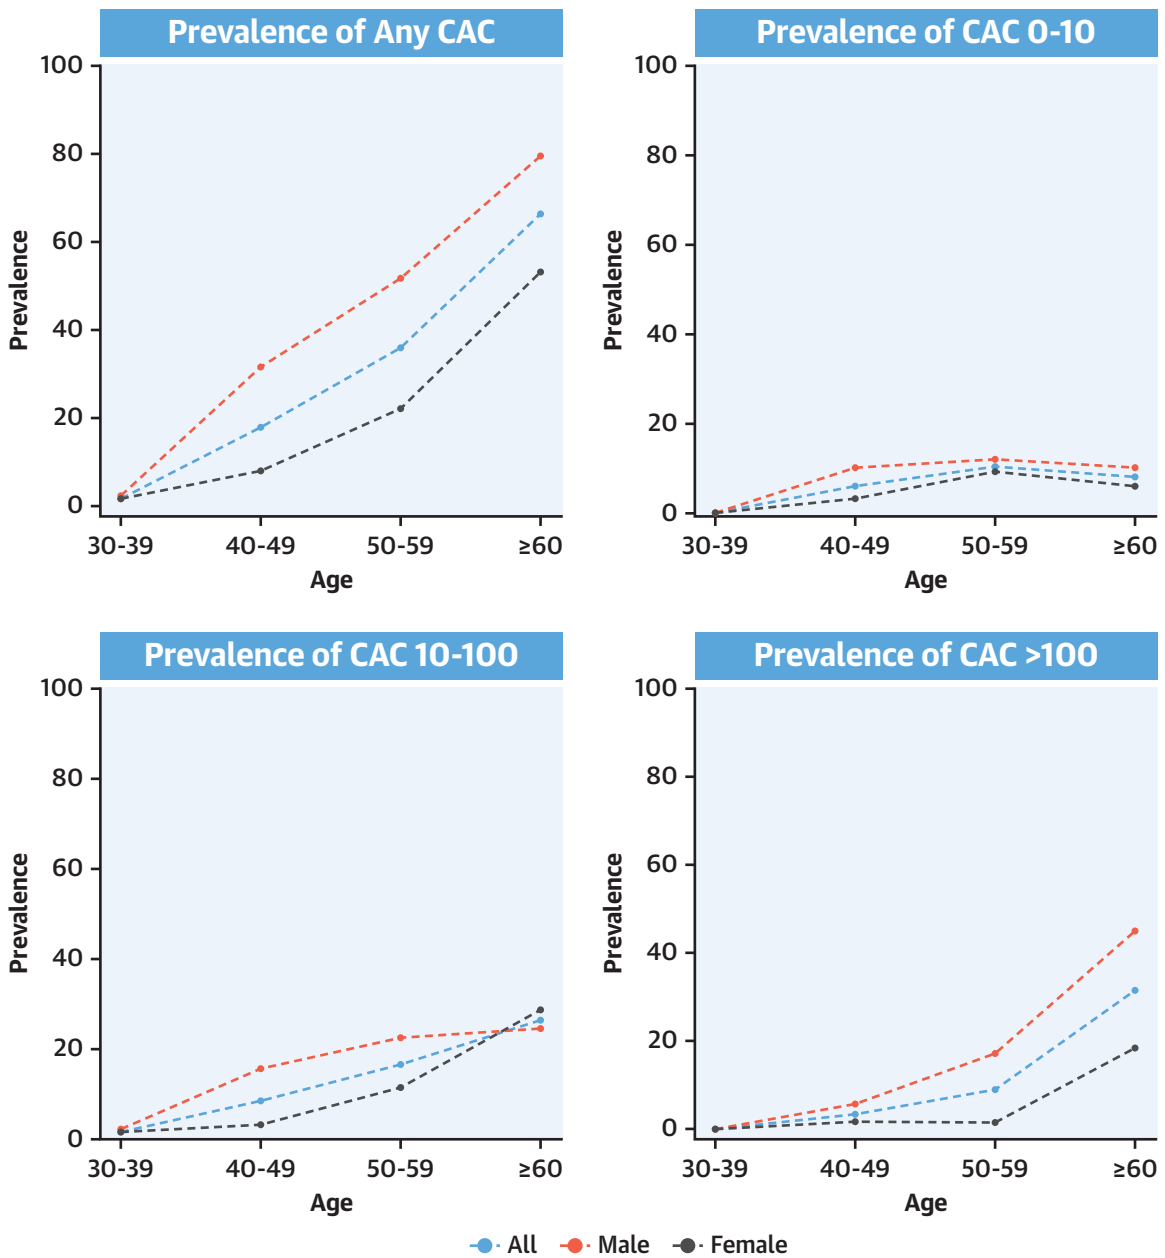 Prevalence of Any CAC
100
80
60
40
20
0
Prevalence
30-39 40-49 50-59 ≥60
Age
Prevalence of CAC 0-10
100
80
60
40
20
0
Prevalence
30-39 40-49 50-59 ≥60
Age
Prevalence of CAC 10-100
100
80
60
40
20
0
Prevalence
30-39 40-49 50-59 ≥60
Age
Prevalence of CAC >100
100
80
60
40
20
0
Prevalence
30-39 40-49 50-59 ≥60
Age
All Male Female